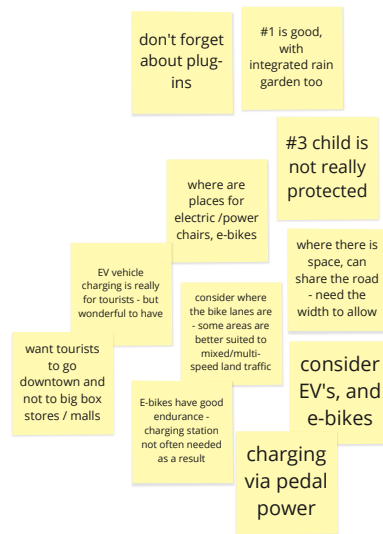 don't forget
about plug-
ins
#1 is good,
with
integrated rain
garden too
#3 child is
not really
protected
where are
places for
electric /power
chairs, e-bikes
where there is
space, can
share the road
- need the
width to allow
EV vehicle
charging is really
for tourists - but
wonderful to have
consider where
the bike lanes are
- some areas are
better suited to
mixed/multi-
speed land traffic
want tourists
to go
downtown and
not to big box
stores / malls
consider
EV's, and
e-bikes
E-bikes have good
endurance -
charging station
not often needed
as a result
charging
via pedal
power